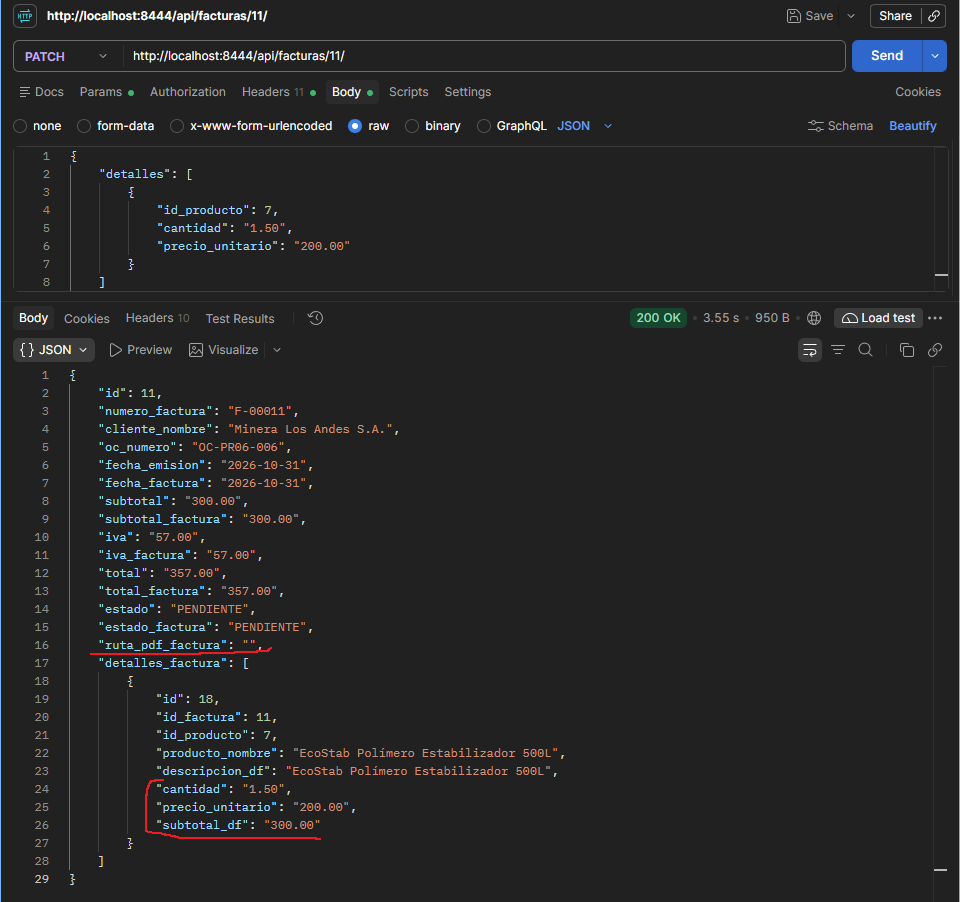 HTTP http://localhost:8444/api/facturas/11/ Save Share
PATCH http://localhost:8444/api/facturas/11/ Send
Docs Params Authorization Headers 11 Body Scripts Settings Cookies
none form-data x-www-form-urlencoded raw binary GraphQL JSON Schema Beautify
1 {
2 "detalles": [
3 {
4 "id_producto": 7,
5 "cantidad": "1.50",
6 "precio_unitario": "200.00"
7 }
8 ]
Body Cookies Headers 10 Test Results 200 OK • 3.55 s • 950 B • Load test
{} JSON Preview Visualize
1 {
2 "id": 11,
3 "numero_factura": "F-00011",
4 "cliente_nombre": "Minera Los Andes S.A.",
5 "oc_numero": "OC-PR06-006",
6 "fecha_emision": "2026-10-31",
7 "fecha_factura": "2026-10-31",
8 "subtotal": "300.00",
9 "subtotal_factura": "300.00",
10 "iva": "57.00",
11 "iva_factura": "57.00",
12 "total": "357.00",
13 "total_factura": "357.00",
14 "estado": "PENDIENTE",
15 "estado_factura": "PENDIENTE",
16 "ruta_pdf_factura": "",
17 "detalles_factura": [
18 {
19 "id": 18,
20 "id_factura": 11,
21 "id_producto": 7,
22 "producto_nombre": "EcoStab Polímero Estabilizador 500L",
23 "descripcion_df": "EcoStab Polímero Estabilizador 500L",
24 "cantidad": "1.50",
25 "precio_unitario": "200.00",
26 "subtotal_df": "300.00"
27 }
28 ]
29 }